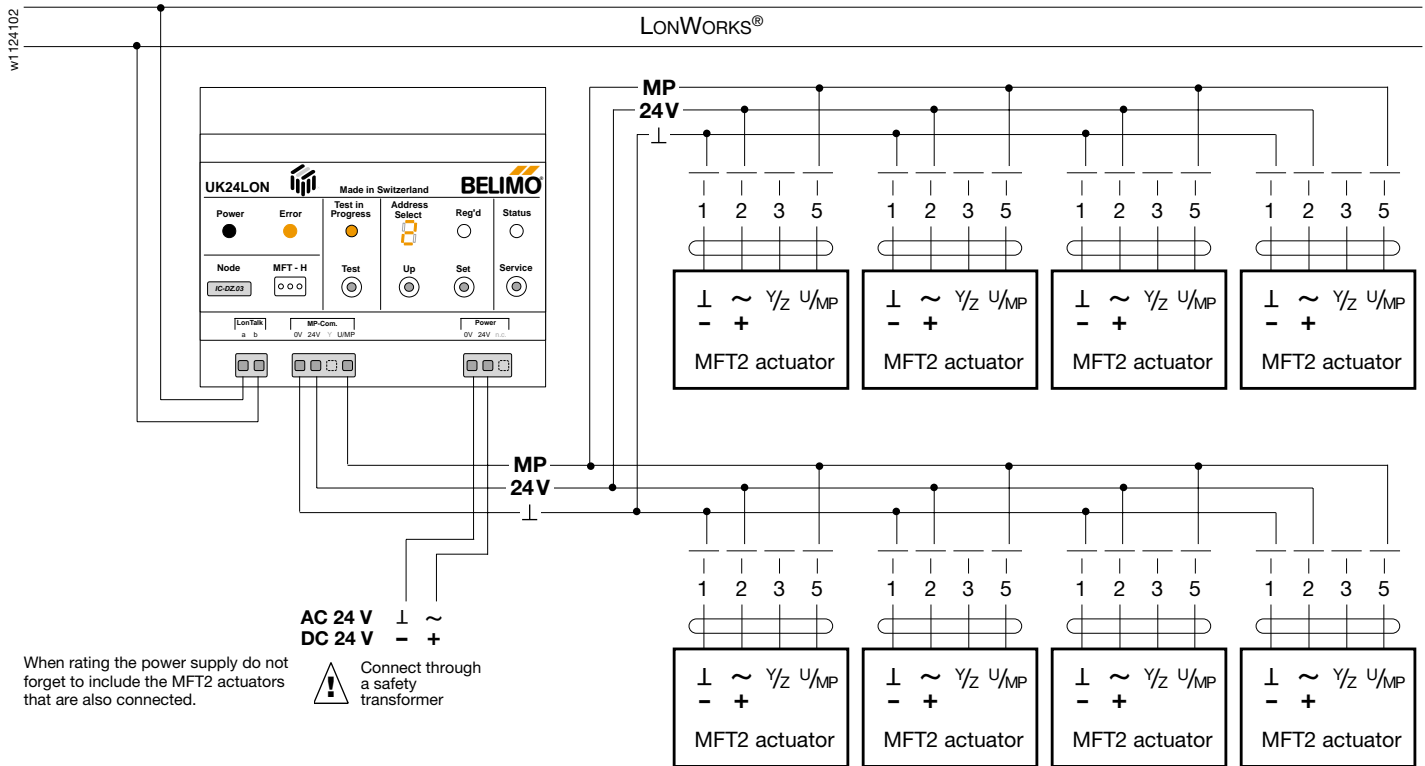 w1124102
LONWORKS®
UK24LON
Made in Switzerland
BELIMO®
Power
Error
Test in
Progress
Address
Select
Reg'd
Status
Node
MFT - H
Test
Up
Set
Service
IC-DZ.03
LonTalk
a b
MP-Com.
0V 24V Y U/MP
Power
0V 24V n.c.
MP
24V
⊥
1 2 3 5
1 2 3 5
1 2 3 5
1 2 3 5
⊥ ~ Y/Z U/MP
- +
MFT2 actuator
⊥ ~ Y/Z U/MP
- +
MFT2 actuator
⊥ ~ Y/Z U/MP
- +
MFT2 actuator
⊥ ~ Y/Z U/MP
- +
MFT2 actuator
MP
24V
⊥
1 2 3 5
1 2 3 5
1 2 3 5
1 2 3 5
⊥ ~ Y/Z U/MP
- +
MFT2 actuator
⊥ ~ Y/Z U/MP
- +
MFT2 actuator
⊥ ~ Y/Z U/MP
- +
MFT2 actuator
⊥ ~ Y/Z U/MP
- +
MFT2 actuator
AC 24 V ⊥ ~
DC 24 V - +
When rating the power supply do not
forget to include the MFT2 actuators
that are also connected.
!
Connect through
a safety
transformer